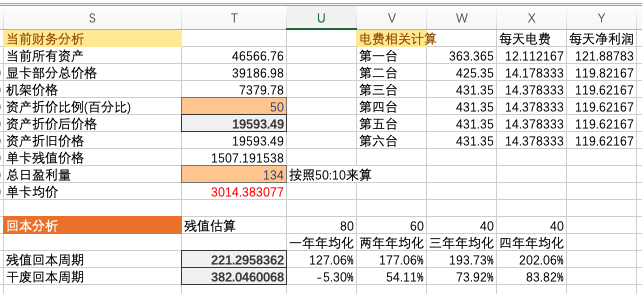 S T U V W X Y
当前财务分析 电费相关计算 每天电费 每天净利润
当前所有资产 46566.76 第一台 363.365 12.112167 121.88783
显卡部分总价格 39186.98 第二台 425.35 14.178333 119.82167
机架价格 7379.78 第三台 431.35 14.378333 119.62167
资产折价比例(百分比) 50 第四台 431.35 14.378333 119.62167
资产折价后价格 19593.49 第五台 431.35 14.378333 119.62167
资产折旧价格 19593.49 第六台 431.35 14.378333 119.62167
单卡残值价格 1507.191538
总日盈利量 134 按照50:10来算
单卡均价 3014.383077
回本分析 残值估算 80 60 40 40
一年年均化 两年年均化 三年年均化 四年年均化
残值回本周期 221.2958362 127.06% 177.06% 193.73% 202.06%
干废回本周期 382.0460068 -5.30% 54.11% 73.92% 83.82%